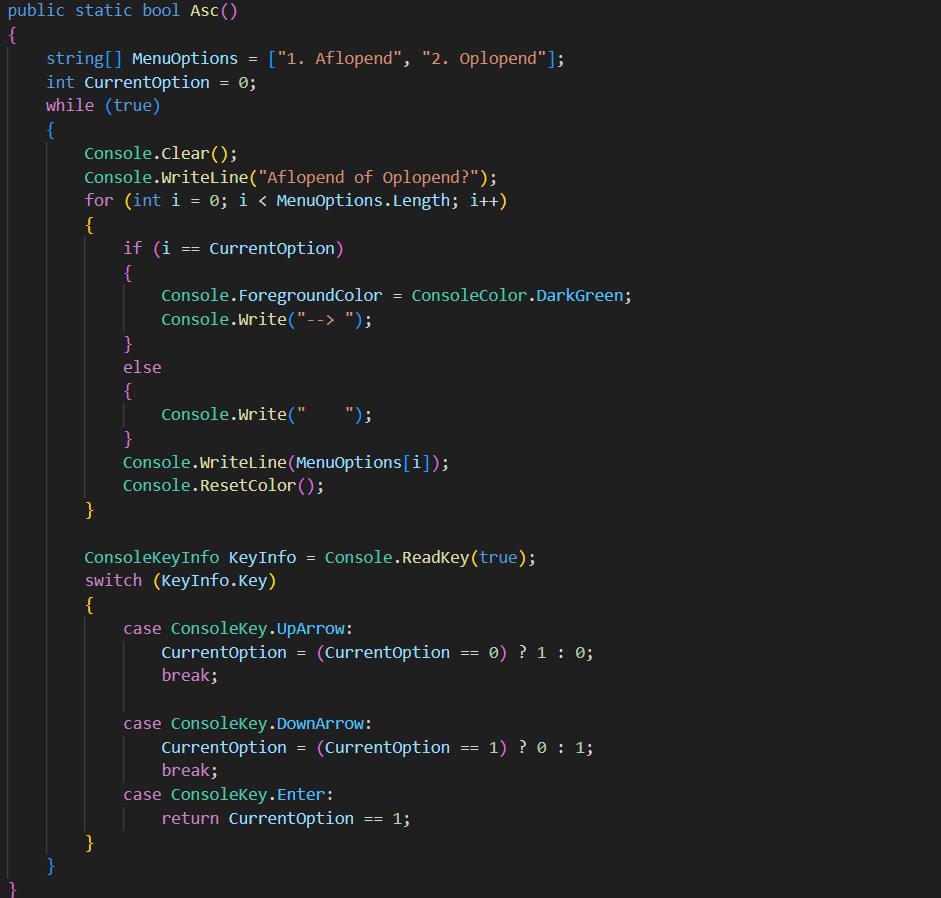 public static bool Asc()
{
    string[] MenuOptions = ["1. Aflopend", "2. Oplopend"];
    int CurrentOption = 0;
    while (true)
    {
        Console.Clear();
        Console.WriteLine("Aflopend of Oplopend?");
        for (int i = 0; i < MenuOptions.Length; i++)
        {
            if (i == CurrentOption)
            {
                Console.ForegroundColor = ConsoleColor.DarkGreen;
                Console.Write("--> ");
            }
            else
            {
                Console.Write("    ");
            }
            Console.WriteLine(MenuOptions[i]);
            Console.ResetColor();
        }

        ConsoleKeyInfo KeyInfo = Console.ReadKey(true);
        switch (KeyInfo.Key)
        {
            case ConsoleKey.UpArrow:
                CurrentOption = (CurrentOption == 0) ? 1 : 0;
                break;

            case ConsoleKey.DownArrow:
                CurrentOption = (CurrentOption == 1) ? 0 : 1;
                break;
            case ConsoleKey.Enter:
                return CurrentOption == 1;
        }
    }
}